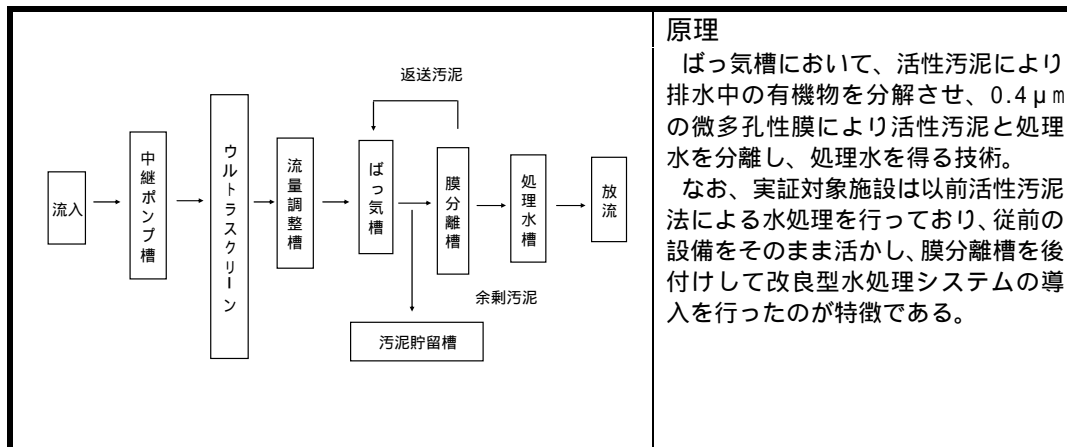 返送汚泥
流入
中継ポンプ槽
ウルトラスクリーン
流量調整槽
ばっ気槽
膜分離槽
処理水槽
放流
余剰汚泥
汚泥貯留槽
原理
ばっ気槽において、活性汚泥により
排水中の有機物を分解させ、0.4μm
の微多孔性膜により活性汚泥と処理
水を分離し、処理水を得る技術。
なお、実証対象施設は以前活性汚泥
法による水処理を行っており、従前の
設備をそのまま活かし、膜分離槽を後
付けして改良型水処理システムの導
入を行ったのが特徴である。